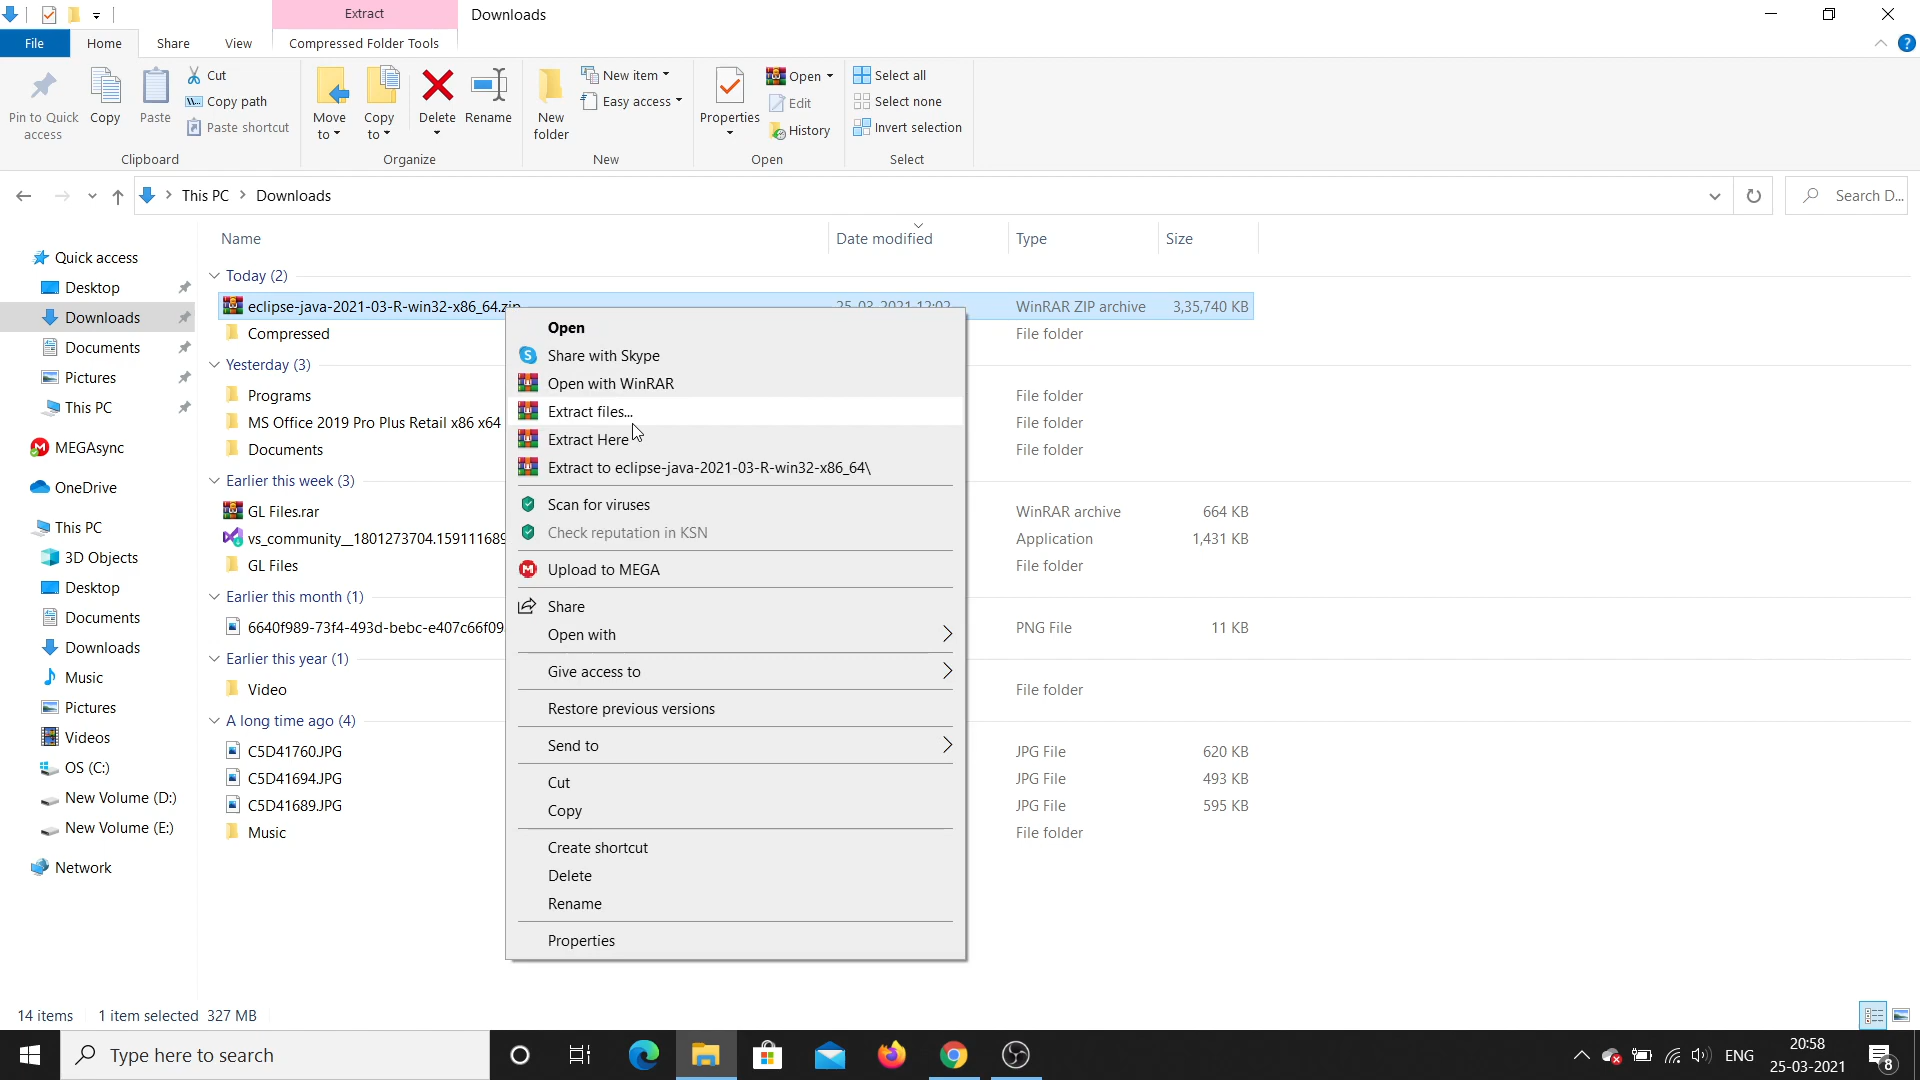 Extract
Downloads
File
Home
Share
View
Compressed Folder Tools
Pin to Quick access
Copy
Paste
Cut
Copy path
Paste shortcut
Clipboard
Move to
Copy to
Delete
Rename
Organize
New folder
New item
Easy access
New
Properties
Open
Edit
History
Open
Select all
Select none
Invert selection
Select
This PC > Downloads
Search D...
Quick access
Desktop
Downloads
Documents
Pictures
This PC
MEGAsync
OneDrive
This PC
3D Objects
Desktop
Documents
Downloads
Music
Pictures
Videos
OS (C:)
New Volume (D:)
New Volume (E:)
Network
Name Date modified Type Size
Today (2)
eclipse-java-2021-03-R-win32-x86_64.zip 25-03-2021 12:02 WinRAR ZIP archive 3,35,740 KB
Compressed File folder
Yesterday (3)
Programs File folder
MS Office 2019 Pro Plus Retail x86 x64 File folder
Documents File folder
Earlier this week (3)
GL Files.rar WinRAR archive 664 KB
vs_community__1801273704.159111689 Application 1,431 KB
GL Files File folder
Earlier this month (1)
6640f989-73f4-493d-bebc-e407c66f09 PNG File 11 KB
Earlier this year (1)
Video File folder
A long time ago (4)
C5D41760.JPG JPG File 620 KB
C5D41694.JPG JPG File 493 KB
C5D41689.JPG JPG File 595 KB
Music File folder
Open
Share with Skype
Open with WinRAR
Extract files...
Extract Here
Extract to eclipse-java-2021-03-R-win32-x86_64\
Scan for viruses
Check reputation in KSN
Upload to MEGA
Share
Open with
Give access to
Restore previous versions
Send to
Cut
Copy
Create shortcut
Delete
Rename
Properties
14 items 1 item selected 327 MB
Type here to search
ENG
20:58
25-03-2021
8